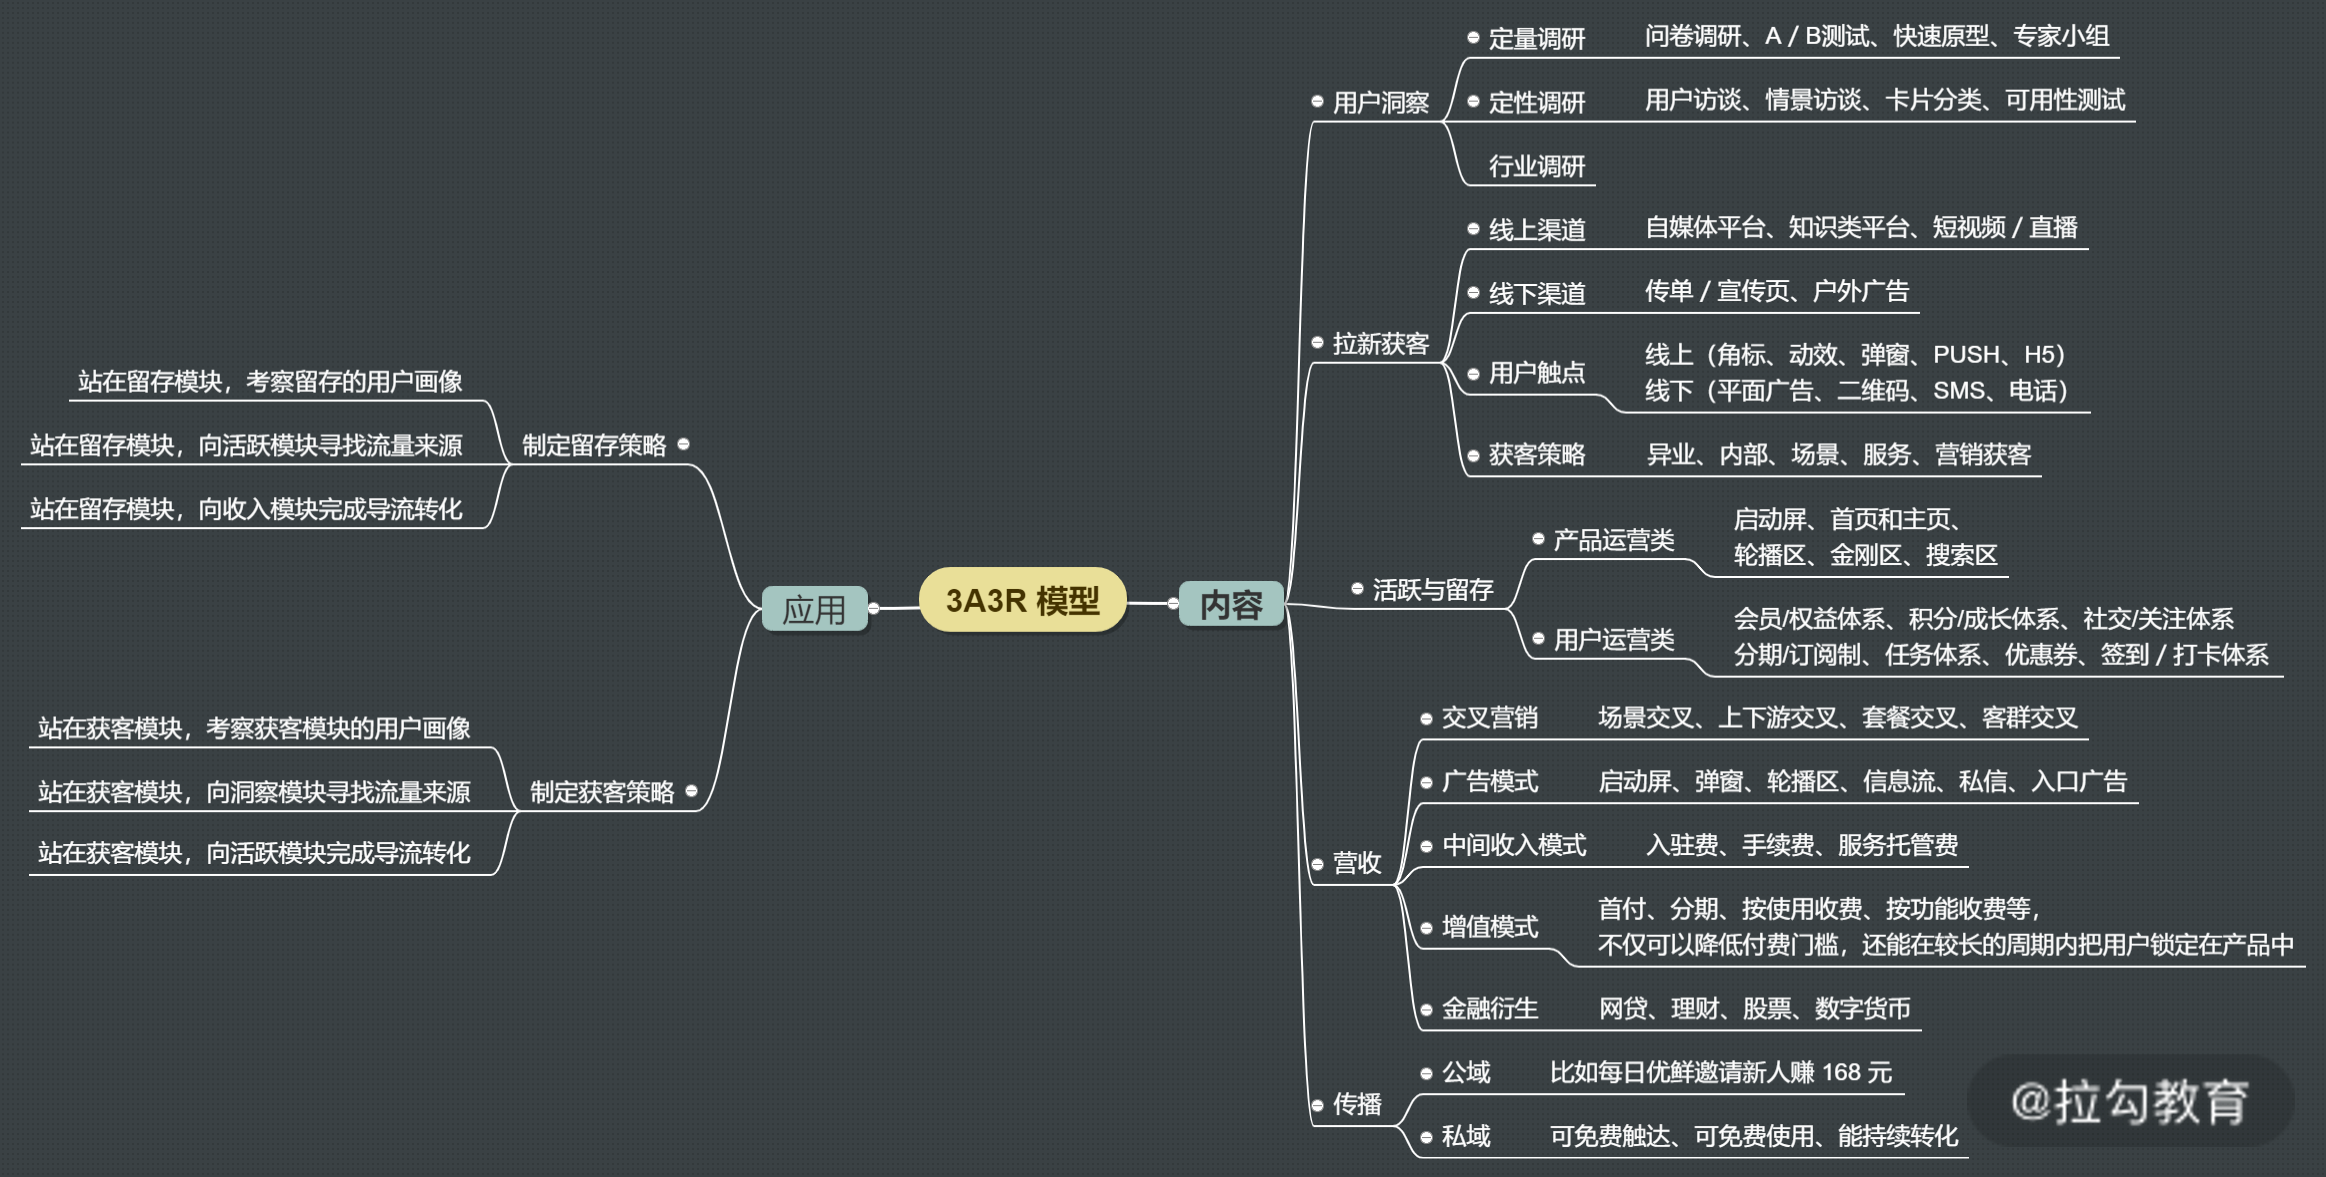 3A3R 模型
内容
用户洞察
定量调研
问卷调研、A / B测试、快速原型、专家小组
定性调研
用户访谈、情景访谈、卡片分类、可用性测试
行业调研
拉新获客
线上渠道
自媒体平台、知识类平台、短视频 / 直播
线下渠道
传单 / 宣传页、户外广告
用户触点
线上（角标、动效、弹窗、PUSH、H5）
线下（平面广告、二维码、SMS、电话）
获客策略
异业、内部、场景、服务、营销获客
活跃与留存
产品运营类
启动屏、首页和主页、
轮播区、金刚区、搜索区
用户运营类
会员/权益体系、积分/成长体系、社交/关注体系
分期/订阅制、任务体系、优惠券、签到 / 打卡体系
营收
交叉营销
场景交叉、上下游交叉、套餐交叉、客群交叉
广告模式
启动屏、弹窗、轮播区、信息流、私信、入口广告
中间收入模式
入驻费、手续费、服务托管费
增值模式
首付、分期、按使用收费、按功能收费等，
不仅可以降低付费门槛，还能在较长的周期内把用户锁定在产品中
金融衍生
网贷、理财、股票、数字货币
传播
公域
比如每日优鲜邀请新人赚 168 元
私域
可免费触达、可免费使用、能持续转化
应用
制定留存策略
站在留存模块，考察留存的用户画像
站在留存模块，向活跃模块寻找流量来源
站在留存模块，向收入模块完成导流转化
制定获客策略
站在获客模块，考察获客模块的用户画像
站在获客模块，向洞察模块寻找流量来源
站在获客模块，向活跃模块完成导流转化
@拉勾教育